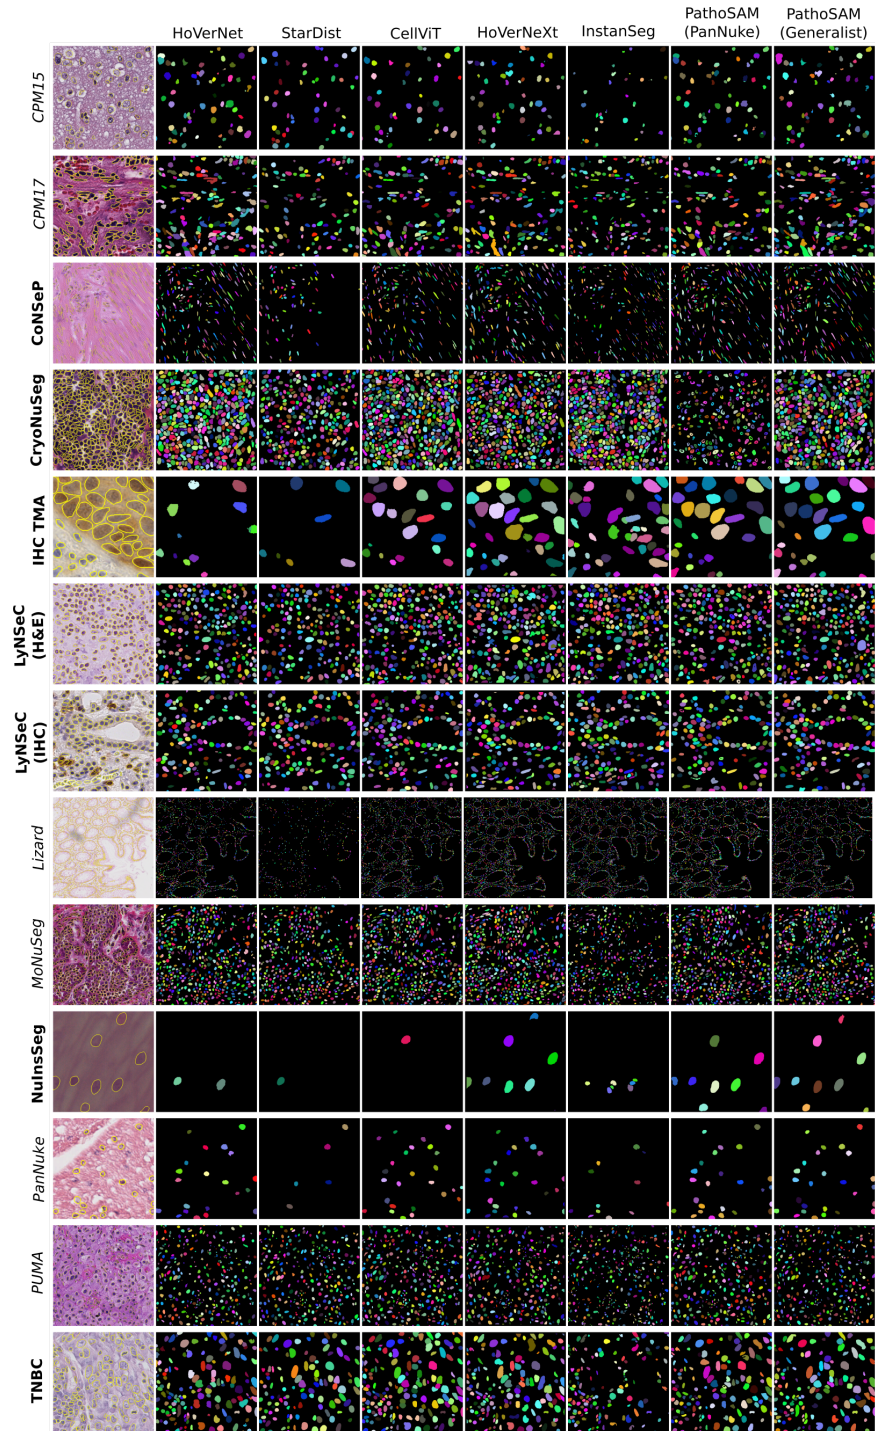 HoVerNet StarDist CellViT HoVerNeXt InstanSeg PathoSAM (PanNuke) PathoSAM (Generalist)
CPM15
CPM17
CoNSeP
CryoNuSeg
IHC TMA
LyNSeC
(H&E)
LyNSeC
(IHC)
Lizard
MoNuSeg
NuInsSeg
PanNuke
PUMA
TNBC